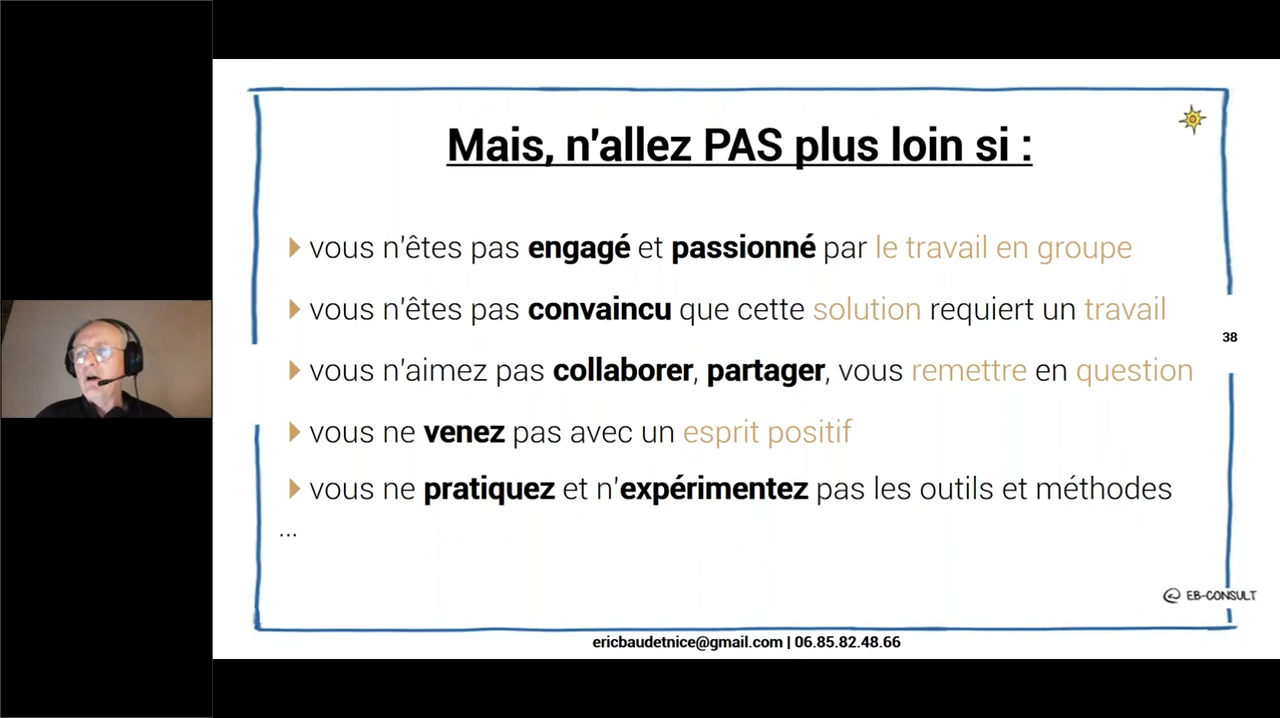 Mais, n'allez PAS plus loin si :
vous n'êtes pas engagé et passionné par le travail en groupe
vous n'êtes pas convaincu que cette solution requiert un travail
38
vous n'aimez pas collaborer, partager, vous remettre en question
vous ne venez pas avec un esprit positif
vous ne pratiquez et n'expérimentez pas les outils et méthodes
...
@ EB-CONSULT
ericbaudetnice@gmail.com | 06.85.82.48.66